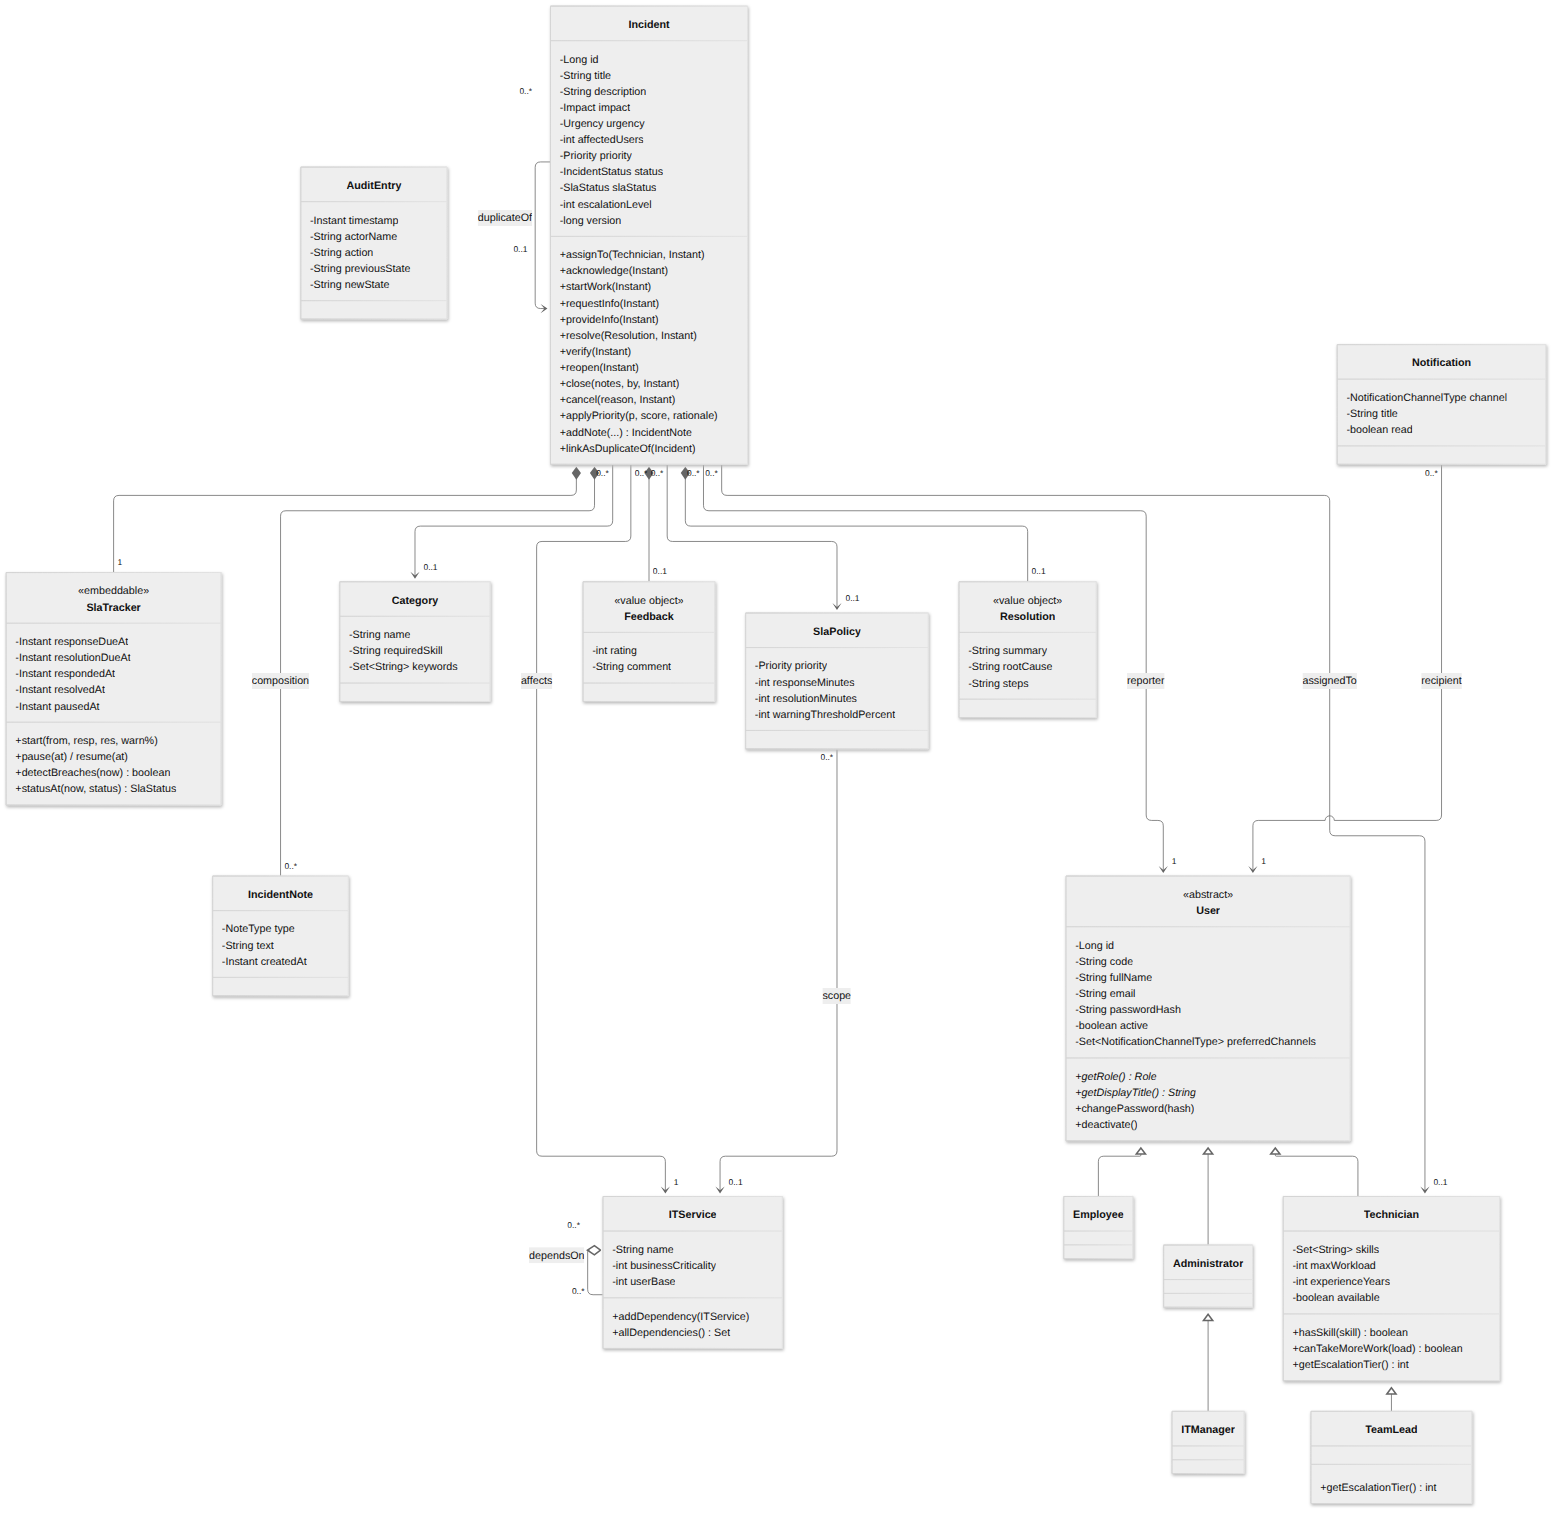 Incident
-Long id
-String title
-String description
-Impact impact
-Urgency urgency
-int affectedUsers
-Priority priority
-IncidentStatus status
-SlaStatus slaStatus
-int escalationLevel
-long version
+assignTo(Technician, Instant)
+acknowledge(Instant)
+startWork(Instant)
+requestInfo(Instant)
+provideInfo(Instant)
+resolve(Resolution, Instant)
+verify(Instant)
+reopen(Instant)
+close(notes, by, Instant)
+cancel(reason, Instant)
+applyPriority(p, score, rationale)
+addNote(...) : IncidentNote
+linkAsDuplicateOf(Incident)
0..*
duplicateOf
0..1
AuditEntry
-Instant timestamp
-String actorName
-String action
-String previousState
-String newState
Notification
-NotificationChannelType channel
-String title
-boolean read
0..*
0..*
0..*
0..*
0..*
0..*
1
0..1
0..1
0..1
0..1
«embeddable»
SlaTracker
-Instant responseDueAt
-Instant resolutionDueAt
-Instant respondedAt
-Instant resolvedAt
-Instant pausedAt
+start(from, resp, res, warn%)
+pause(at) / resume(at)
+detectBreaches(now) : boolean
+statusAt(now, status) : SlaStatus
composition
Category
-String name
-String requiredSkill
-Set<String> keywords
affects
«value object»
Feedback
-int rating
-String comment
SlaPolicy
-Priority priority
-int responseMinutes
-int resolutionMinutes
-int warningThresholdPercent
«value object»
Resolution
-String summary
-String rootCause
-String steps
reporter
assignedTo
recipient
0..*
0..*
IncidentNote
-NoteType type
-String text
-Instant createdAt
scope
1
1
«abstract»
User
-Long id
-String code
-String fullName
-String email
-String passwordHash
-boolean active
-Set<NotificationChannelType> preferredChannels
+getRole() : Role
+getDisplayTitle() : String
+changePassword(hash)
+deactivate()
1
0..1
0..1
0..*
dependsOn
0..*
ITService
-String name
-int businessCriticality
-int userBase
+addDependency(ITService)
+allDependencies() : Set
Employee
Administrator
Technician
-Set<String> skills
-int maxWorkload
-int experienceYears
-boolean available
+hasSkill(skill) : boolean
+canTakeMoreWork(load) : boolean
+getEscalationTier() : int
ITManager
TeamLead
+getEscalationTier() : int